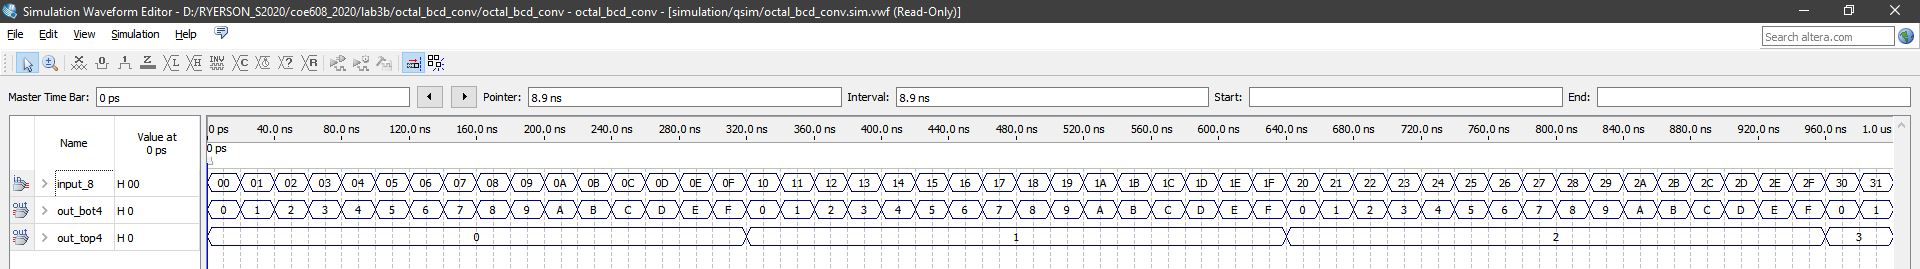 Simulation Waveform Editor - D:/RYERSON_S2020/coe608_2020/lab3b/octal_bcd_conv/octal_bcd_conv - octal_bcd_conv - [simulation/qsim/octal_bcd_conv.sim.vwf (Read-Only)]
File Edit View Simulation Help Search altera.com
Master Time Bar: 0 ps Pointer: 8.9 ns Interval: 8.9 ns Start: End:
Name Value at 0 ps 0 ps 40.0 ns 80.0 ns 120.0 ns 160.0 ns 200.0 ns 240.0 ns 280.0 ns 320.0 ns 360.0 ns 400.0 ns 440.0 ns 480.0 ns 520.0 ns 560.0 ns 600.0 ns 640.0 ns 680.0 ns 720.0 ns 760.0 ns 800.0 ns 840.0 ns 880.0 ns 920.0 ns 960.0 ns 1.0 us
0 ps
in input_8 H 00 00 01 02 03 04 05 06 07 08 09 0A 0B 0C 0D 0E 0F 10 11 12 13 14 15 16 17 18 19 1A 1B 1C 1D 1E 1F 20 21 22 23 24 25 26 27 28 29 2A 2B 2C 2D 2E 2F 30 31
out out_bot4 H 0 0 1 2 3 4 5 6 7 8 9 A B C D E F 0 1 2 3 4 5 6 7 8 9 A B C D E F 0 1 2 3 4 5 6 7 8 9 A B C D E F 0 1
out out_top4 H 0 0 1 2 3